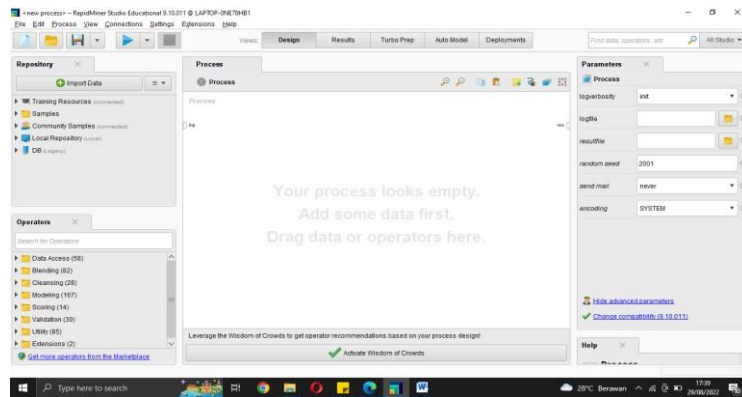 <new process> – RapidMiner Studio Educational 9.10.011 @ LAPTOP-0NE78HB1
File Edit Process View Connections Settings Extensions Help
Views: Design Results Turbo Prep Auto Model Deployments
Find data, operators...etc All Studio
Repository
Import Data
Training Resources (connected)
Samples
Community Samples (connected)
Local Repository (Local)
DB (Legacy)
Operators
Search for Operators
Data Access (58)
Blending (82)
Cleansing (28)
Modeling (167)
Scoring (14)
Validation (30)
Utility (85)
Extensions (2)
Get more operators from the Marketplace
Process
Process
Process
inp
res
Your process looks empty.
Add some data first.
Drag data or operators here.
Leverage the Wisdom of Crowds to get operator recommendations based on your process design!
Activate Wisdom of Crowds
Parameters
Process
logverbosity init
logfile
resultfile
random seed 2001
send mail never
encoding SYSTEM
Hide advanced parameters
Change compatibility (9.10.011)
Help
Type here to search
28°C Berawan
17:39
29/08/2022